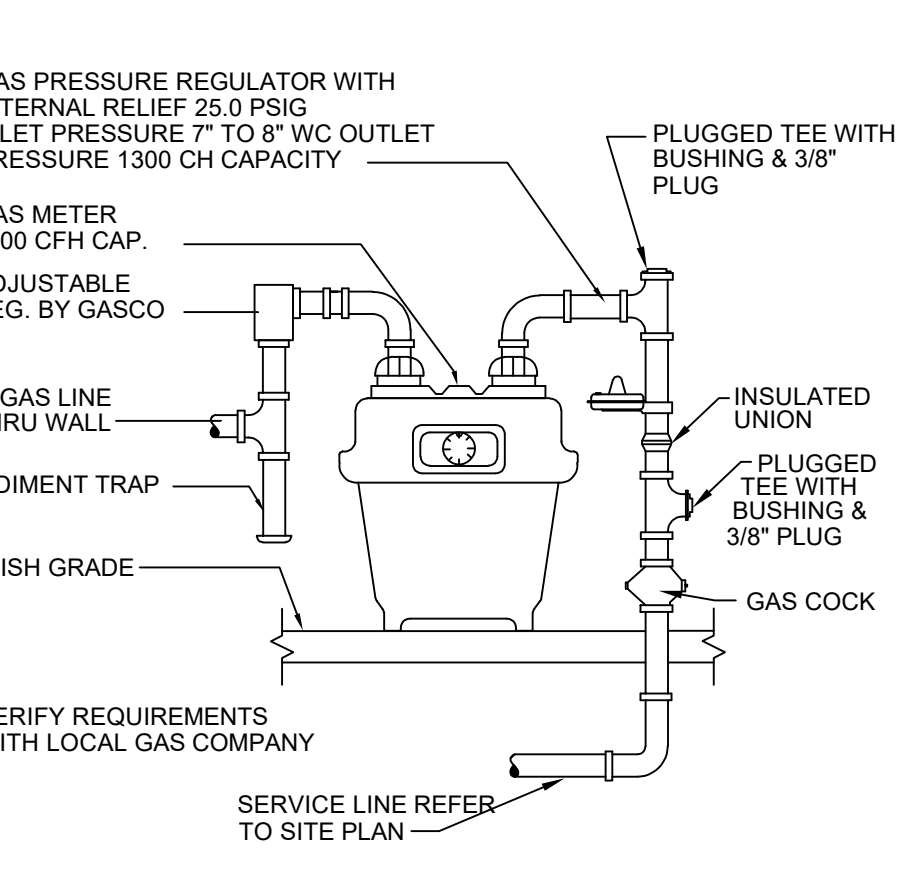 AS PRESSURE REGULATOR WITH
TERNAL RELIEF 25.0 PSIG
LET PRESSURE 7" TO 8" WC OUTLET
RESSURE 1300 CH CAPACITY
AS METER
00 CFH CAP.
DJUSTABLE
EG. BY GASCO
GAS LINE
HRU WALL
DIMENT TRAP
ISH GRADE
ERIFY REQUIREMENTS
ITH LOCAL GAS COMPANY
SERVICE LINE REFER
TO SITE PLAN
PLUGGED TEE WITH
BUSHING & 3/8"
PLUG
INSULATED
UNION
PLUGGED
TEE WITH
BUSHING &
3/8" PLUG
GAS COCK